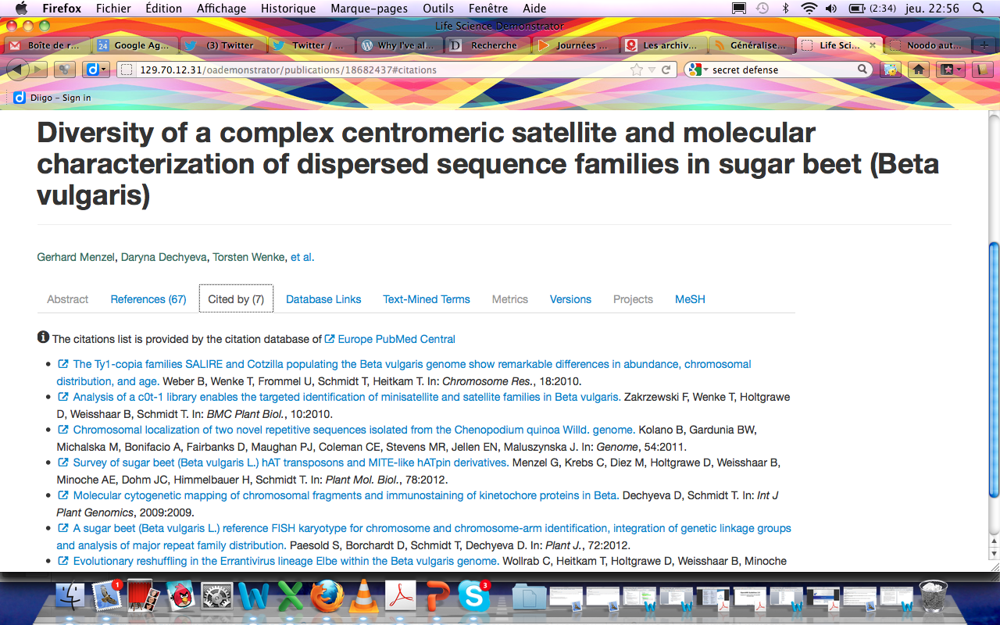 Firefox Fichier Édition Affichage Historique Marque-pages Outils Fenêtre Aide (2:34) jeu. 22:56
Life Science Demonstrator
Boîte de r... 24 Google Ag... (3) Twitter Twitter / ... Why I've al... D Recherche Journées ... Les archiv... Généralise... Life Sci... × Noodo aut... +
d 129.70.12.31/oademonstrator/publications/18682437#citations secret defense
d Diigo - Sign in
Diversity of a complex centromeric satellite and molecular
characterization of dispersed sequence families in sugar beet (Beta
vulgaris)
Gerhard Menzel, Daryna Dechyeva, Torsten Wenke, et al.
Abstract References (67) Cited by (7) Database Links Text-Mined Terms Metrics Versions Projects MeSH
The citations list is provided by the citation database of Europe PubMed Central
• The Ty1-copia families SALIRE and Cotzilla populating the Beta vulgaris genome show remarkable differences in abundance, chromosomal
distribution, and age. Weber B, Wenke T, Frommel U, Schmidt T, Heitkam T. In: Chromosome Res., 18:2010.
• Analysis of a c0t-1 library enables the targeted identification of minisatellite and satellite families in Beta vulgaris. Zakrzewski F, Wenke T, Holtgrawe
D, Weisshaar B, Schmidt T. In: BMC Plant Biol., 10:2010.
• Chromosomal localization of two novel repetitive sequences isolated from the Chenopodium quinoa Willd. genome. Kolano B, Gardunia BW,
Michalska M, Bonifacio A, Fairbanks D, Maughan PJ, Coleman CE, Stevens MR, Jellen EN, Maluszynska J. In: Genome, 54:2011.
• Survey of sugar beet (Beta vulgaris L.) hAT transposons and MITE-like hATpin derivatives. Menzel G, Krebs C, Diez M, Holtgrawe D, Weisshaar B,
Minoche AE, Dohm JC, Himmelbauer H, Schmidt T. In: Plant Mol. Biol., 78:2012.
• Molecular cytogenetic mapping of chromosomal fragments and immunostaining of kinetochore proteins in Beta. Dechyeva D, Schmidt T. In: Int J
Plant Genomics, 2009:2009.
• A sugar beet (Beta vulgaris L.) reference FISH karyotype for chromosome and chromosome-arm identification, integration of genetic linkage groups
and analysis of major repeat family distribution. Paesold S, Borchardt D, Schmidt T, Dechyeva D. In: Plant J., 72:2012.
• Evolutionary reshuffling in the Errantivirus lineage Elbe within the Beta vulgaris genome. Wollrab C, Heitkam T, Holtgrawe D, Weisshaar B, Minoche
1 3